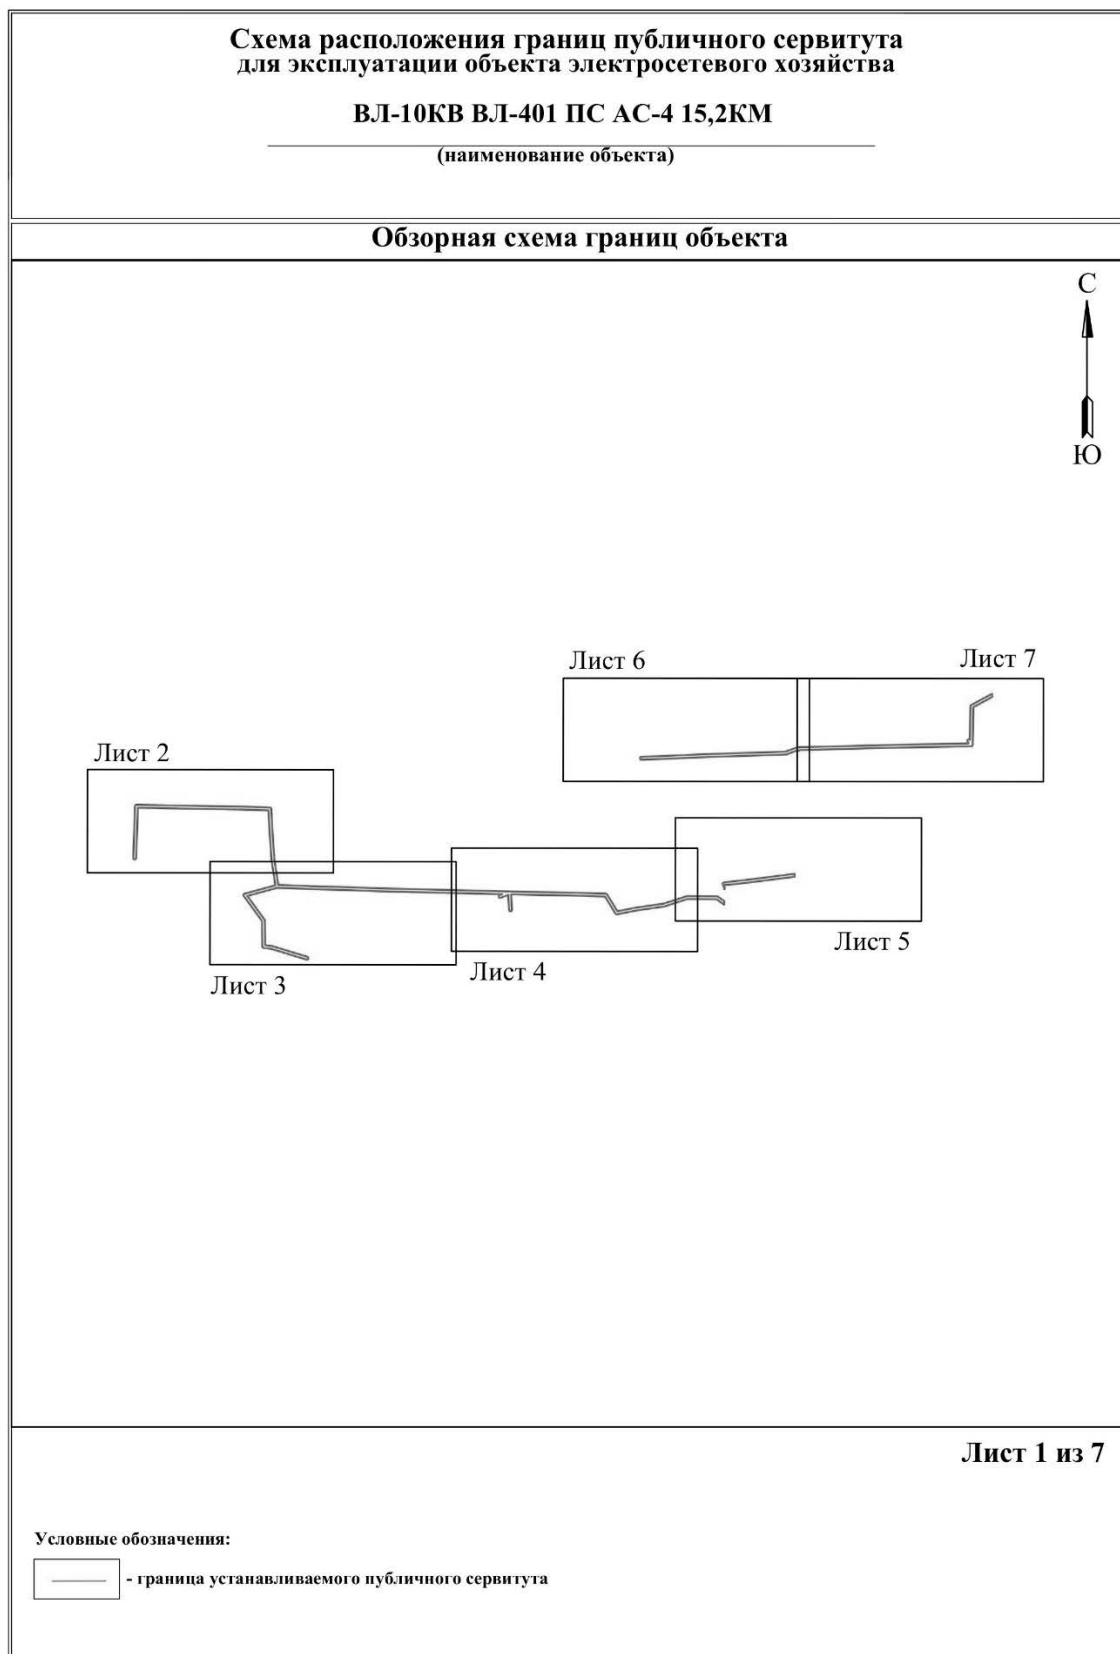 Схема расположения границ публичного сервитута
для эксплуатации объекта электросетевого хозяйства
ВЛ-10КВ ВЛ-401 ПС АС-4 15,2КМ
(наименование объекта)
Обзорная схема границ объекта
С
Ю
Лист 6
Лист 7
Лист 2
Лист 5
Лист 3
Лист 4
Лист 1 из 7
Условные обозначения:
- граница устанавливаемого публичного сервитута